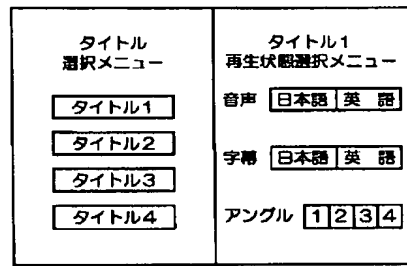 タイトル
選択メニュー
タイトル1
タイトル2
タイトル3
タイトル4
タイトル1
再生状態選択メニュー
音声 日本語 英 語
字幕 日本語 英 語
アングル 1 2 3 4